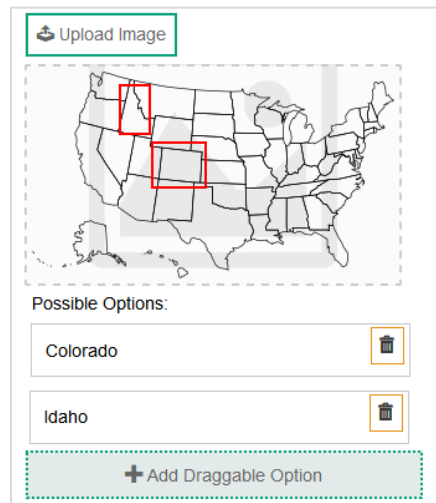 Upload Image
Possible Options:
Colorado
Idaho
Add Draggable Option